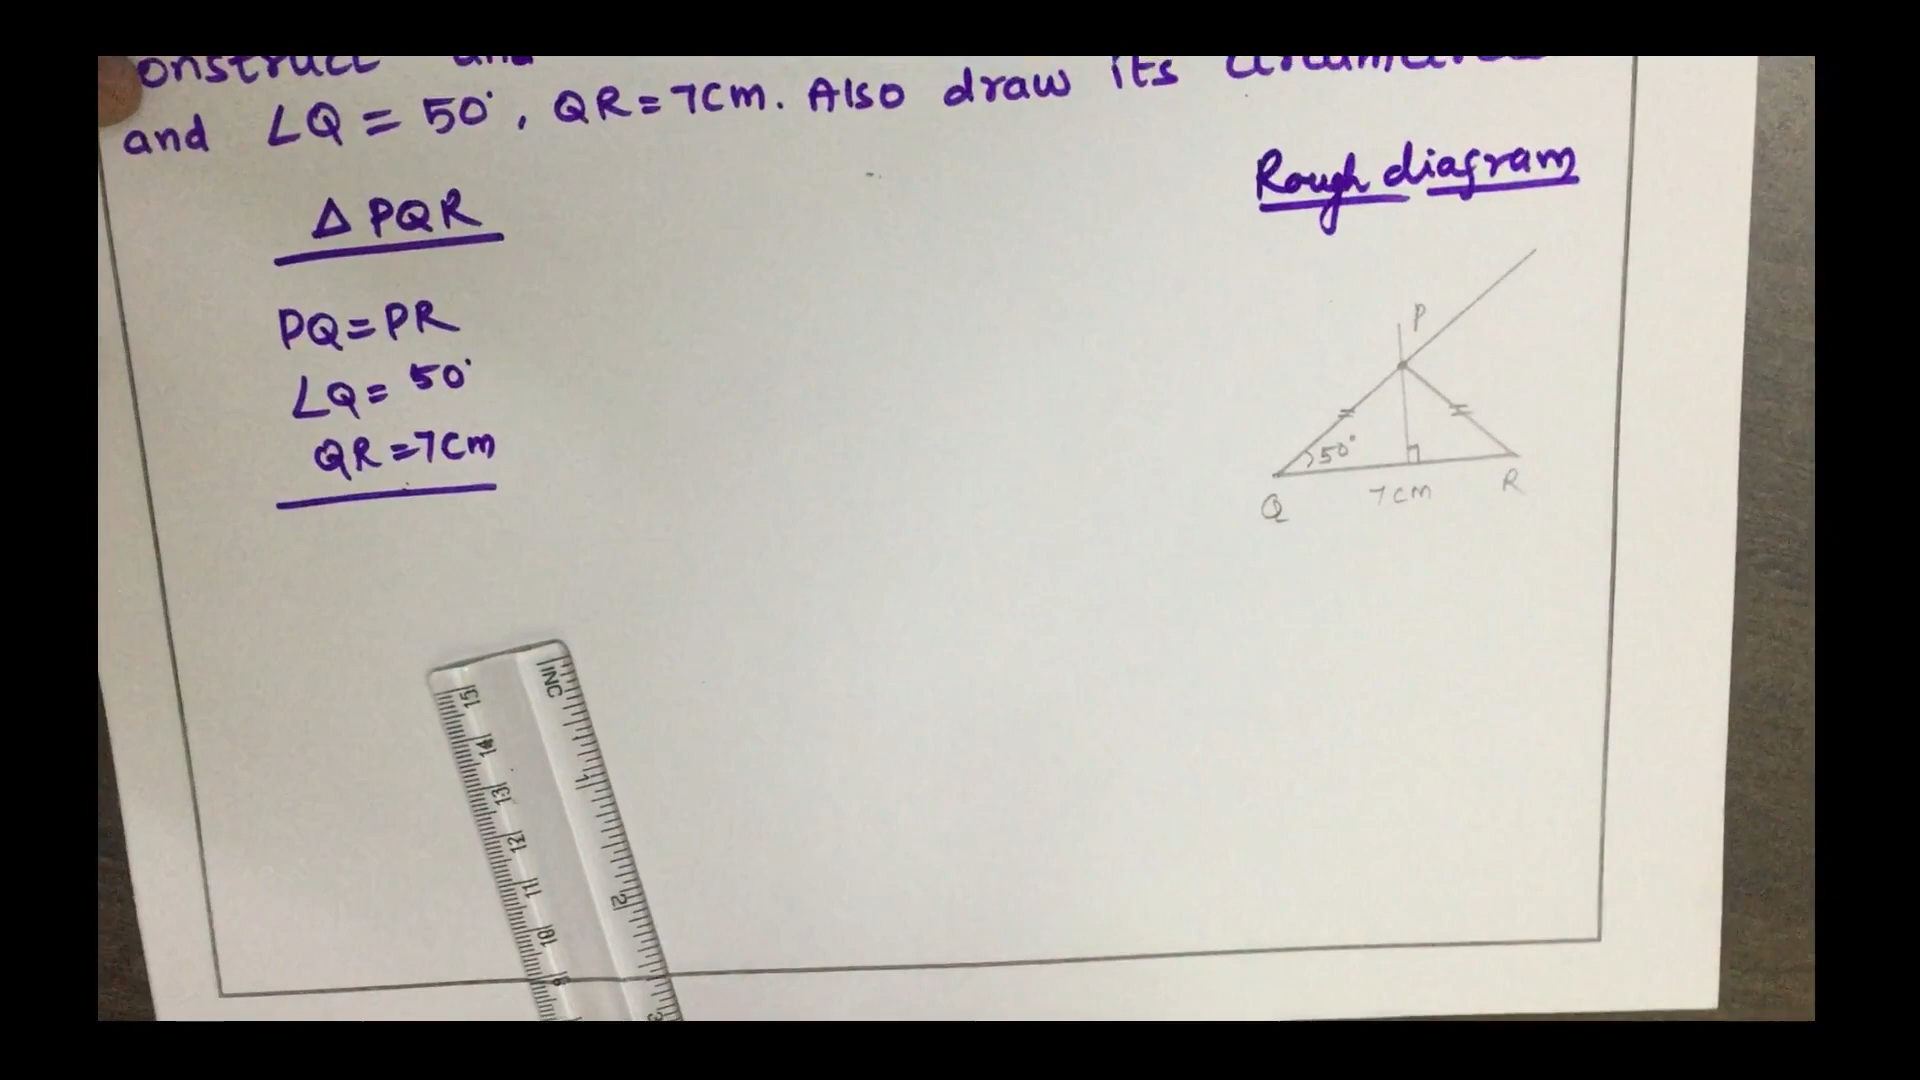 and ∠Q = 50°, QR = 7cm. Also draw its
Rough diagram
Δ PQR
PQ = PR
∠Q = 50°
QR = 7cm
P
50°
Q
7cm
R
INC
1
2
3
15
14
13
12
11
10
9